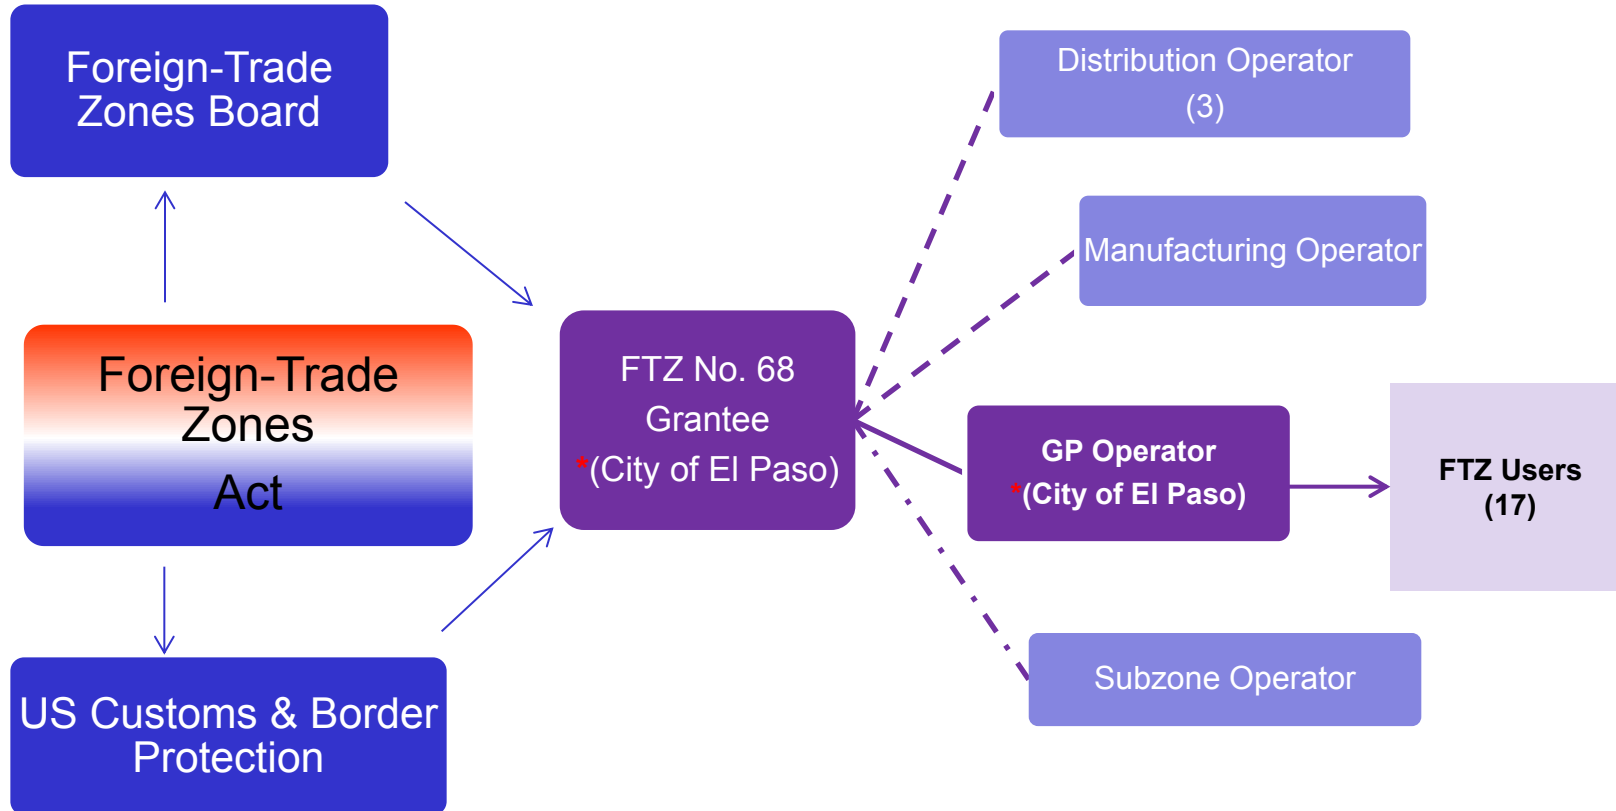 Foreign-Trade
Zones Board
Distribution Operator
(3)
Manufacturing Operator
Foreign-Trade
Zones
Act
FTZ No. 68
Grantee
*(City of El Paso)
GP Operator
*(City of El Paso)
FTZ Users
(17)
Subzone Operator
US Customs & Border
Protection